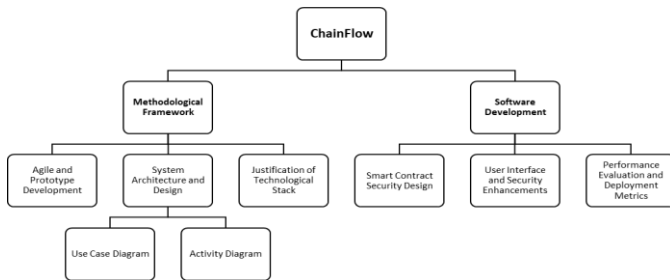 ChainFlow
Methodological
Framework
Software
Development
Agile and
Prototype
Development
System
Architecture and
Design
Justification of
Technological
Stack
Smart Contract
Security Design
User Interface
and Security
Enhancements
Performance
Evaluation and
Deployment
Metrics
Use Case Diagram
Activity Diagram